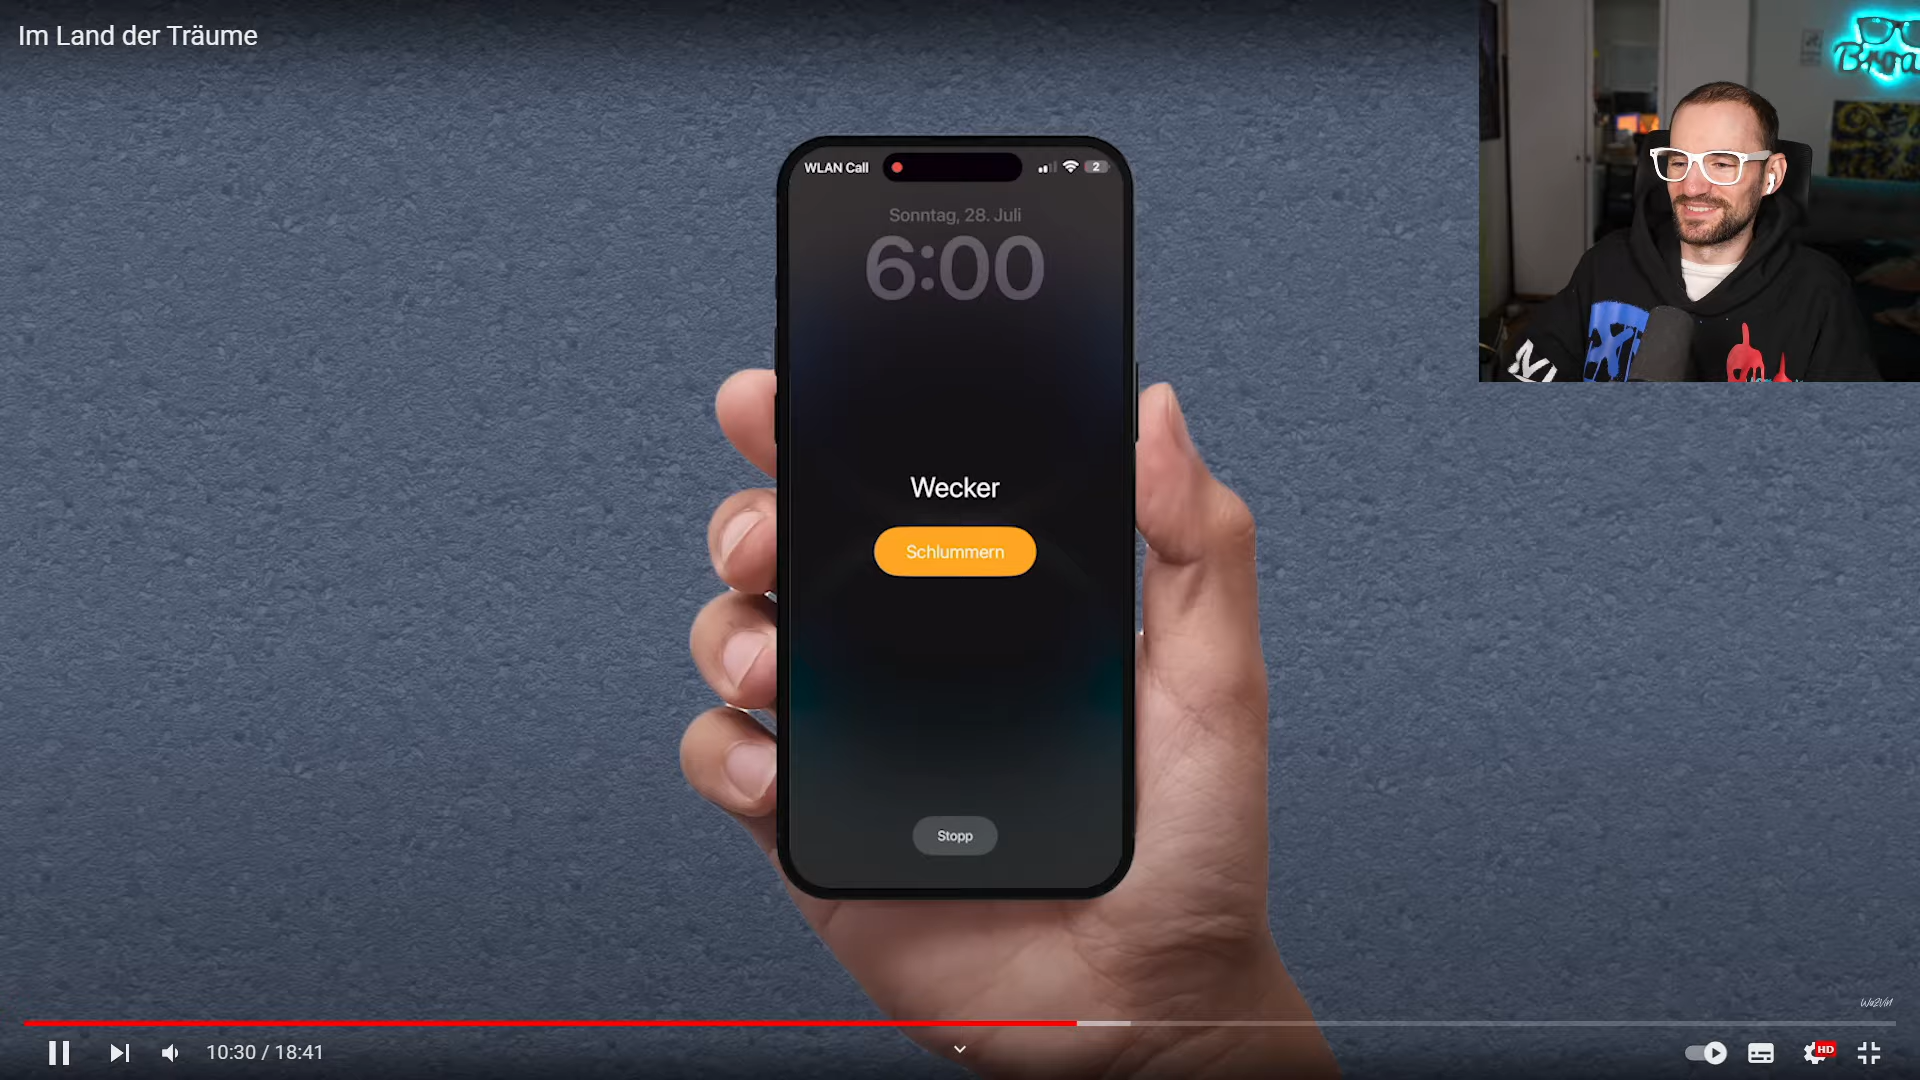 Im Land der Träume
WLAN Call
2
Sonntag, 28. Juli
6:00
Wecker
Schlummern
Stopp
10:30 / 18:41
HD